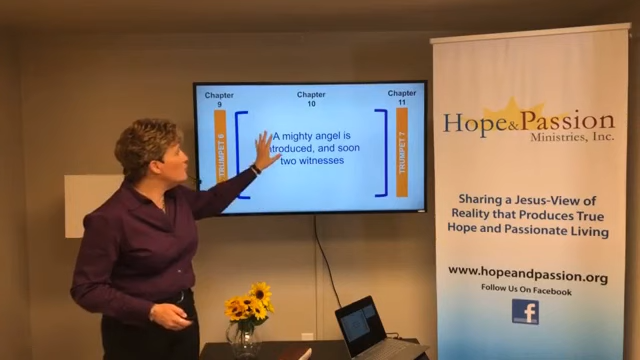 Chapter
9
Chapter
10
Chapter
11
TRUMPET 6
A mighty angel is
introduced, and soon
two witnesses
TRUMPET 7
Hope&Passion
Ministries, Inc.
Sharing a Jesus-View of
Reality that Produces True
Hope and Passionate Living
www.hopeandpassion.org
Follow Us On Facebook
f